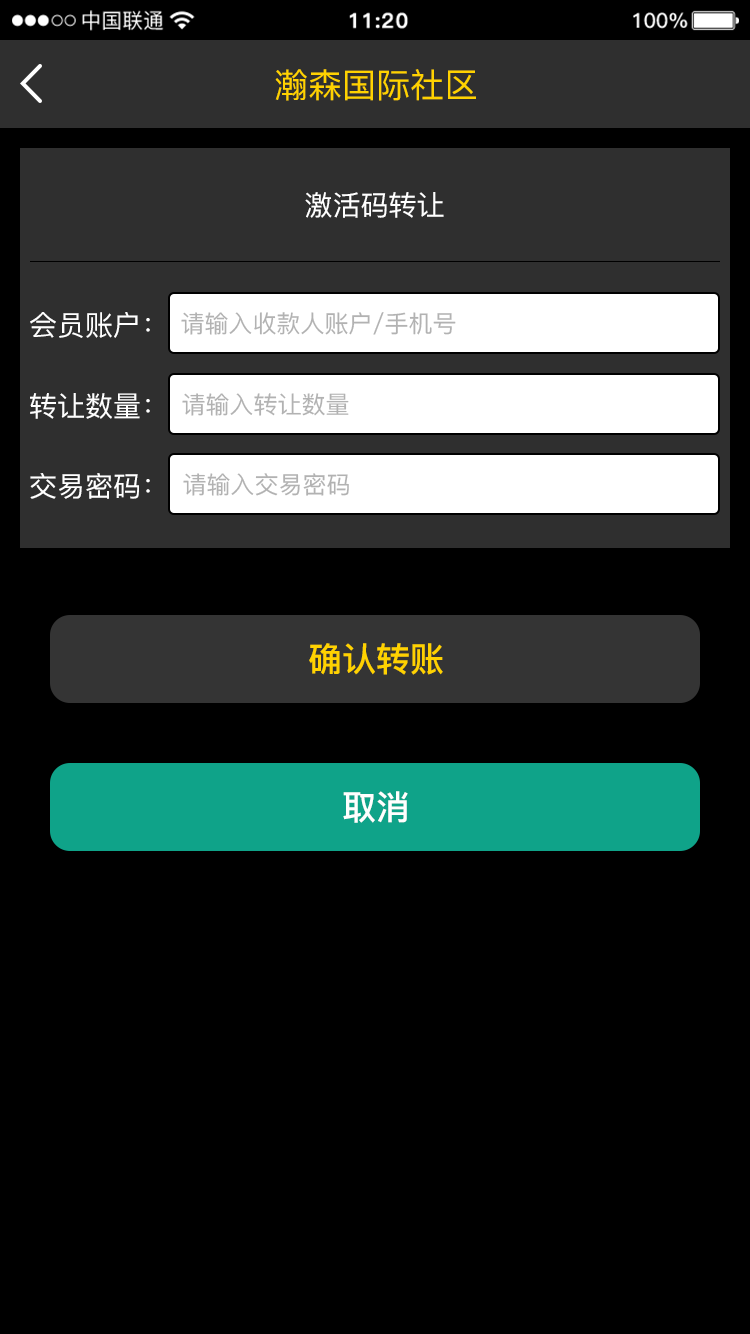 中国联通 11:20 100%
瀚森国际社区
激活码转让
会员账户： 请输入收款人账户/手机号
转让数量： 请输入转让数量
交易密码： 请输入交易密码
确认转账
取消